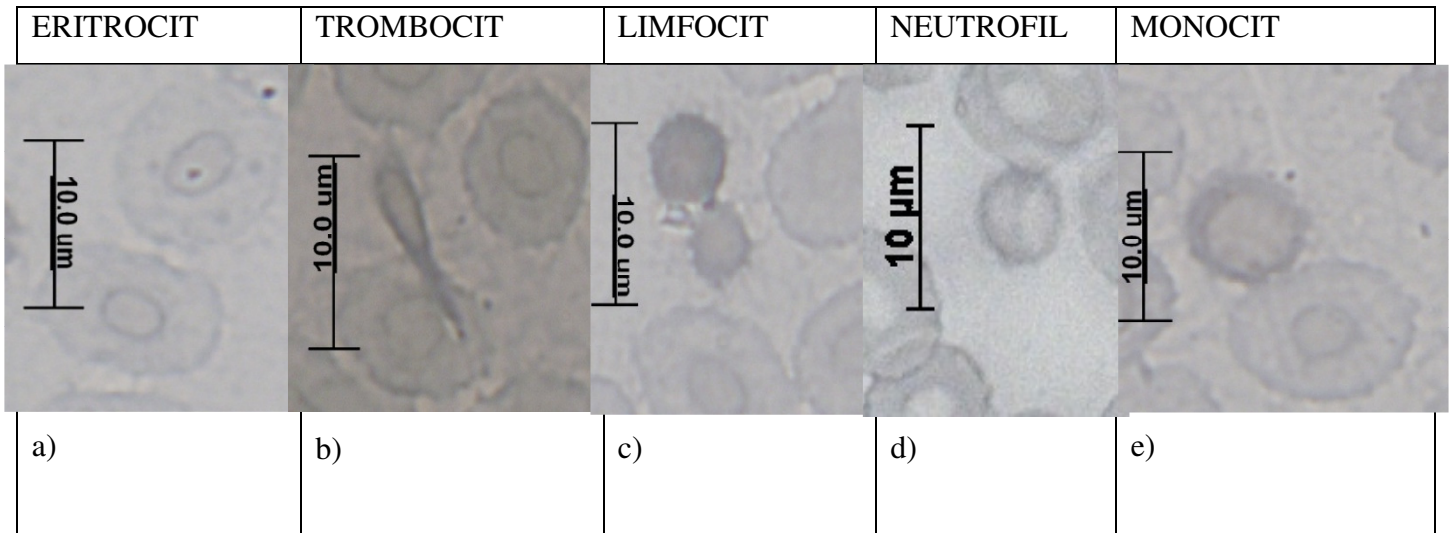 ERITROCIT TROMBOCIT LIMFOCIT NEUTROFIL MONOCIT
10.0 um 10.0 um 10.0 um 10 µm 10.0 um
a) b) c) d) e)